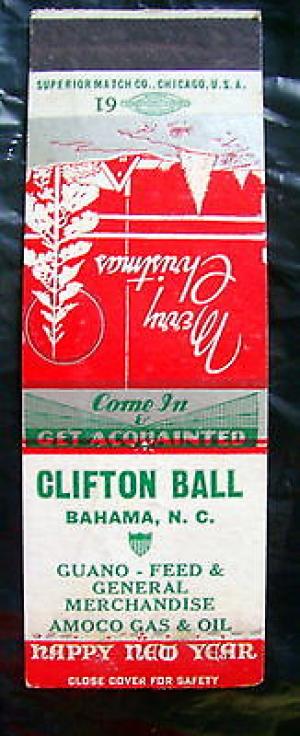 SUPERIOR MATCH CO., CHICAGO, U.S.A.
61
Merry
Christmas
Come In
&
GET ACQUAINTED
CLIFTON BALL
BAHAMA, N. C.
GUANO - FEED &
GENERAL
MERCHANDISE
AMOCO GAS & OIL
HAPPY NEW YEAR
CLOSE COVER FOR SAFETY